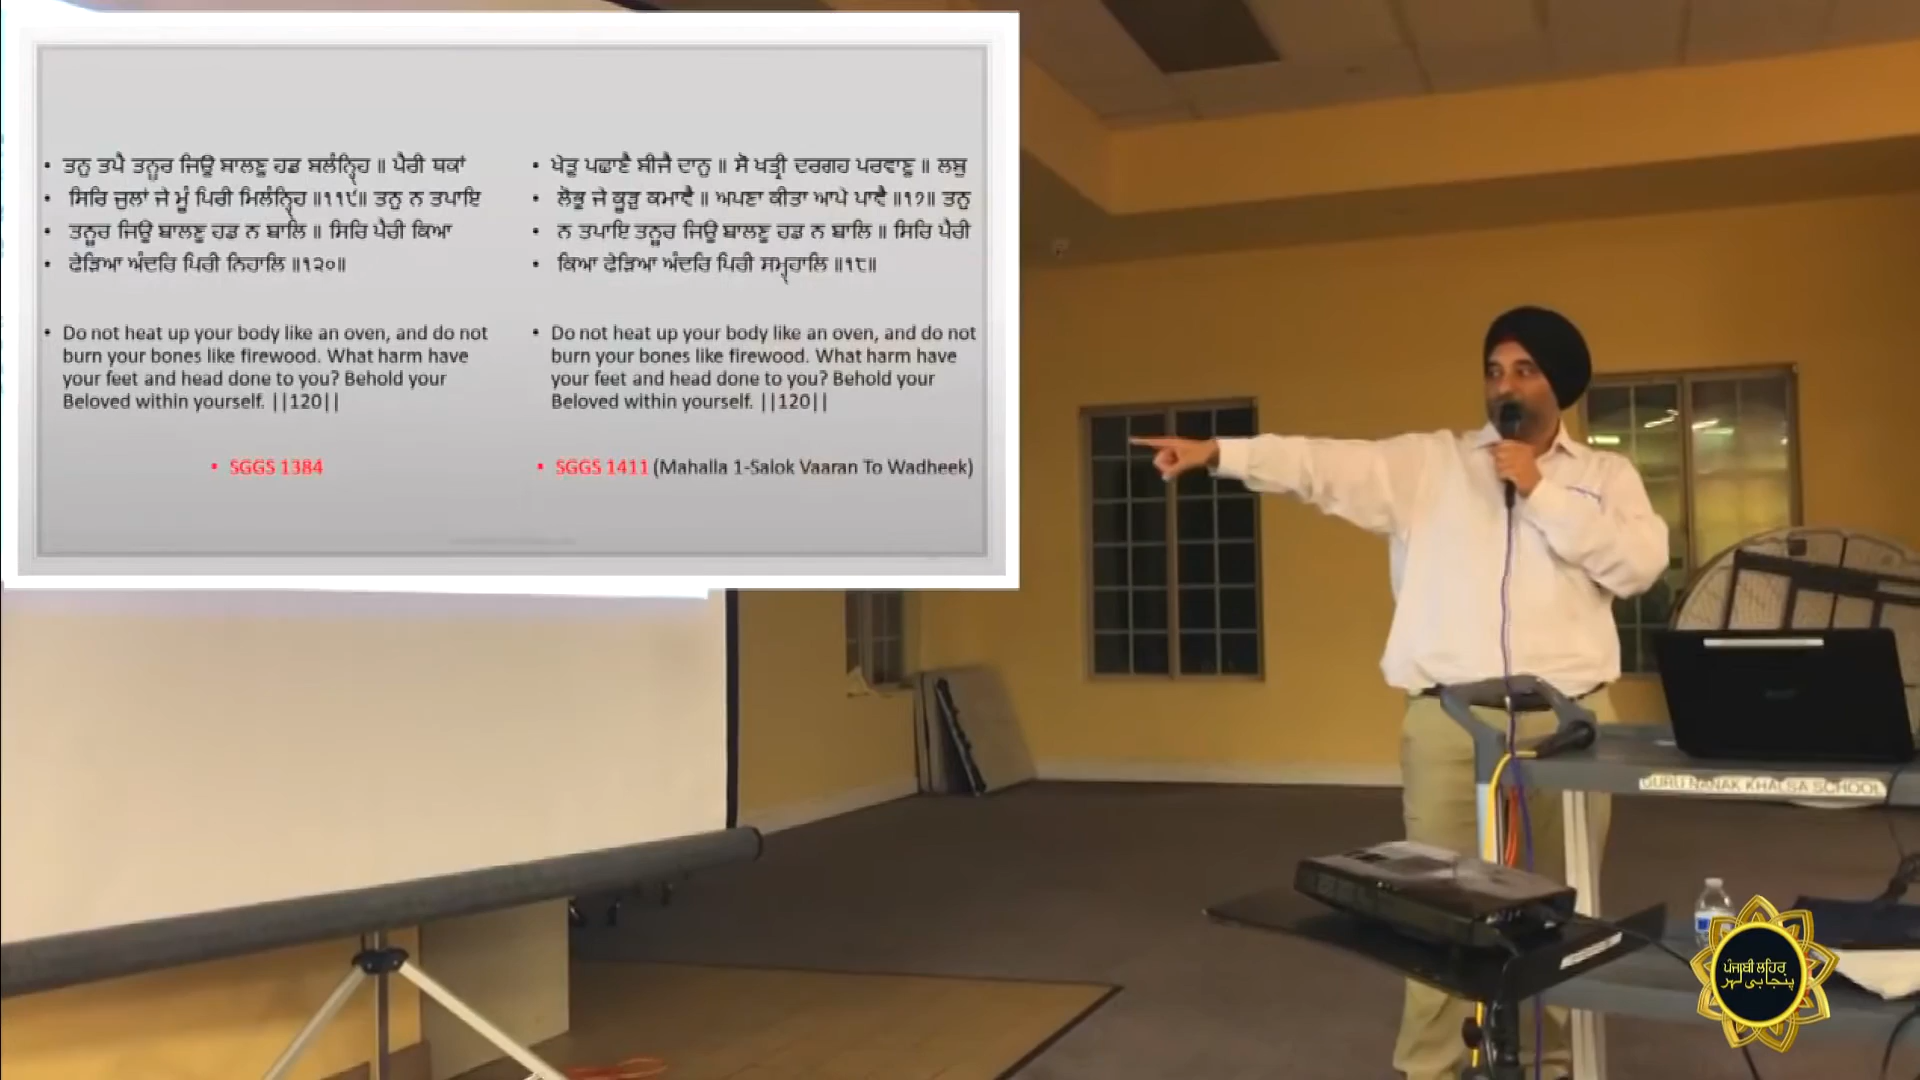 • ਤਨੁ ਤਪੈ ਤਨੂਰ ਜਿਉ ਬਾਲਣੁ ਹਡ ਬਲੰਨ੍ਹਿ ॥ ਪੈਰੀ ਥਕਾਂ
• ਸਿਰਿ ਜੁਲਾਂ ਜੇ ਮੂੰ ਪਿਰੀ ਮਿਲੰਨ੍ਹਿ ॥੧੧੯॥ ਤਨੁ ਨ ਤਪਾਇ
• ਤਨੂਰ ਜਿਉ ਬਾਲਣੁ ਹਡ ਨ ਬਾਲਿ ॥ ਸਿਰਿ ਪੈਰੀ ਕਿਆ
• ਫੇੜਿਆ ਅੰਦਰਿ ਪਿਰੀ ਨਿਹਾਲਿ ॥੧੨੦॥
• Do not heat up your body like an oven, and do not
burn your bones like firewood. What harm have
your feet and head done to you? Behold your
Beloved within yourself. ||120||
• SGGS 1384
• ਖੇਤੁ ਪਛਾਣੈ ਬੀਜੈ ਦਾਨੁ ॥ ਸੋ ਖਤ੍ਰੀ ਦਰਗਹ ਪਰਵਾਣੁ ॥ ਲਬੁ
• ਲੋਭੁ ਜੇ ਕੂੜੁ ਕਮਾਵੈ ॥ ਅਪਣਾ ਕੀਤਾ ਆਪੇ ਪਾਵੈ ॥੧੭॥ ਤਨੁ
• ਨ ਤਪਾਇ ਤਨੂਰ ਜਿਉ ਬਾਲਣੁ ਹਡ ਨ ਬਾਲਿ ॥ ਸਿਰਿ ਪੈਰੀ
• ਕਿਆ ਫੇੜਿਆ ਅੰਦਰਿ ਪਿਰੀ ਸਮ੍ਹਾਲਿ ॥੧੮॥
• Do not heat up your body like an oven, and do not
burn your bones like firewood. What harm have
your feet and head done to you? Behold your
Beloved within yourself. ||120||
• SGGS 1411 (Mahalla 1-Salok Vaaran To Wadheek)
GURU NANAK KHALSA SCHOOL
ਪੰਜਾਬੀ ਲਹਿਰ
پنجابی لہر